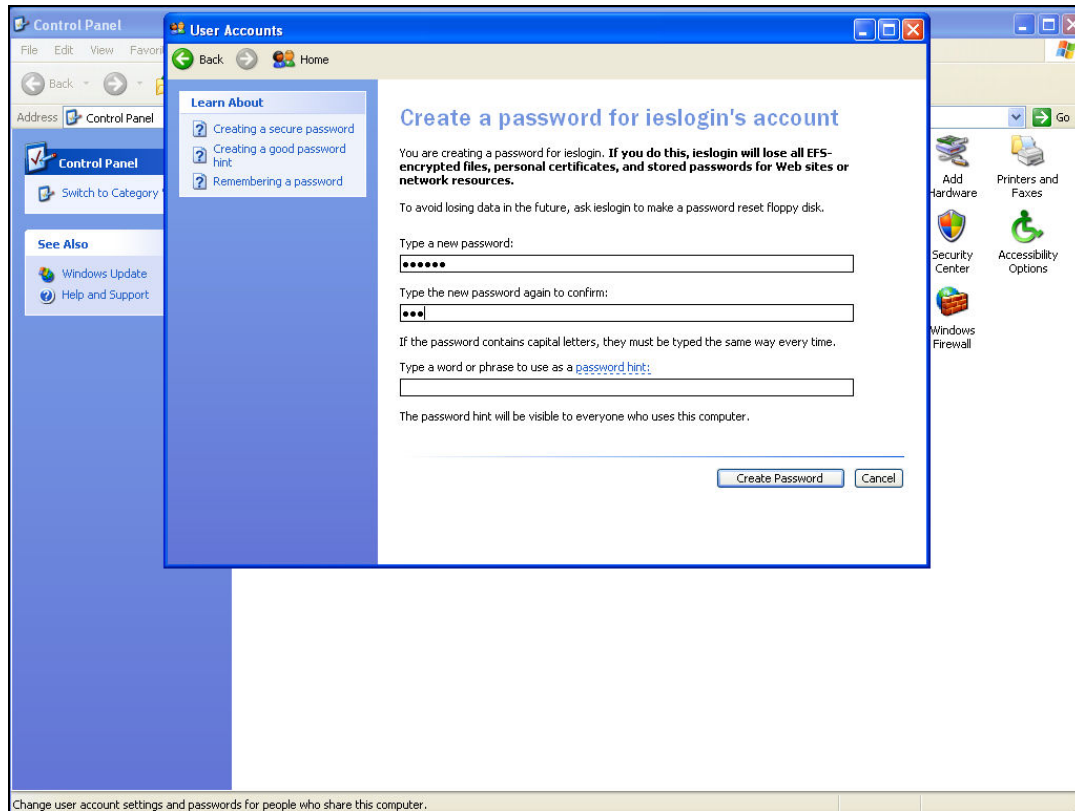 Control Panel
File Edit View Favori
Back
Address Control Panel
Go
Control Panel
Switch to Category
See Also
Windows Update
Help and Support
User Accounts
Back Home
Learn About
Creating a secure password
Creating a good password
hint
Remembering a password
Create a password for ieslogin's account
You are creating a password for ieslogin. If you do this, ieslogin will lose all EFS-
encrypted files, personal certificates, and stored passwords for Web sites or
network resources.
To avoid losing data in the future, ask ieslogin to make a password reset floppy disk.
Type a new password:
●●●●●●
Type the new password again to confirm:
●●●
If the password contains capital letters, they must be typed the same way every time.
Type a word or phrase to use as a password hint:
The password hint will be visible to everyone who uses this computer.
Create Password Cancel
Add
Hardware
Printers and
Faxes
Security
Center
Accessibility
Options
Windows
Firewall
Change user account settings and passwords for people who share this computer.